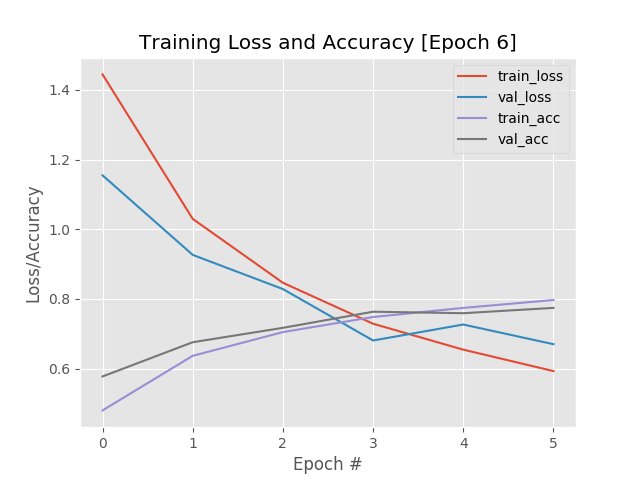 Training Loss and Accuracy [Epoch 6]
train_loss
val_loss
train_acc
val_acc
1.4
1.2
1.0
0.8
0.6
Loss/Accuracy
0 1 2 3 4 5
Epoch #